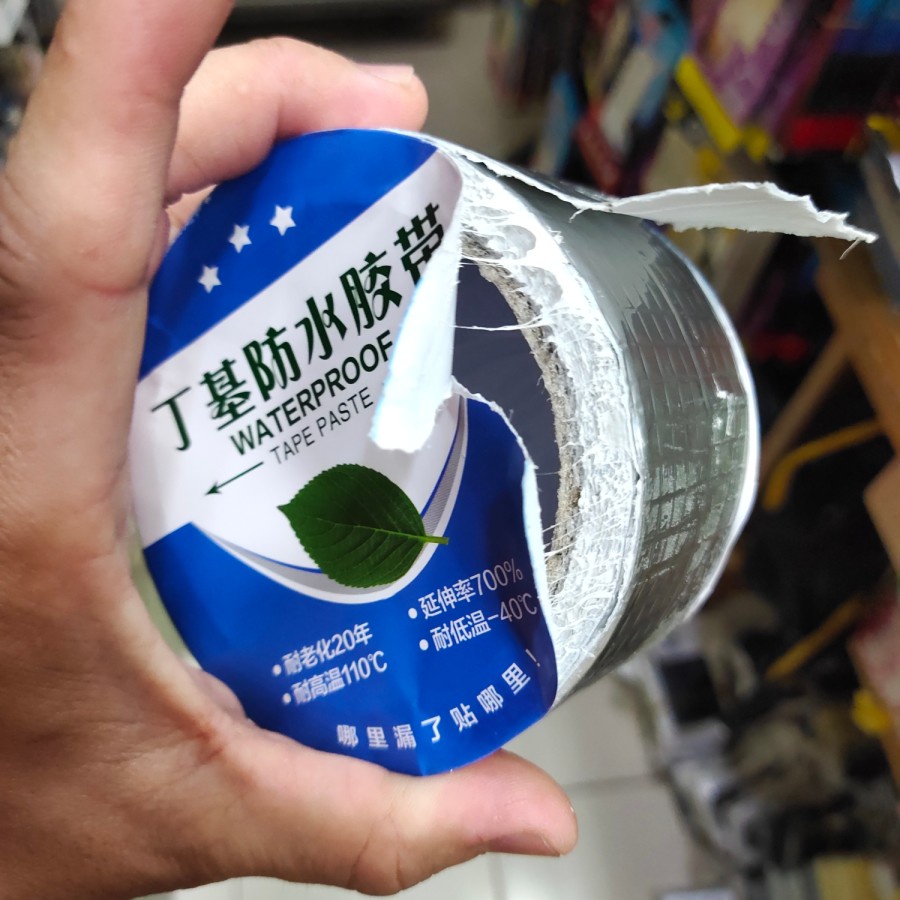 丁基防水胶带
WATERPROOF
TAPE PASTE
•耐老化20年
•耐高温110℃
•延伸率700%
•耐低温-40℃
哪里漏了贴哪里!